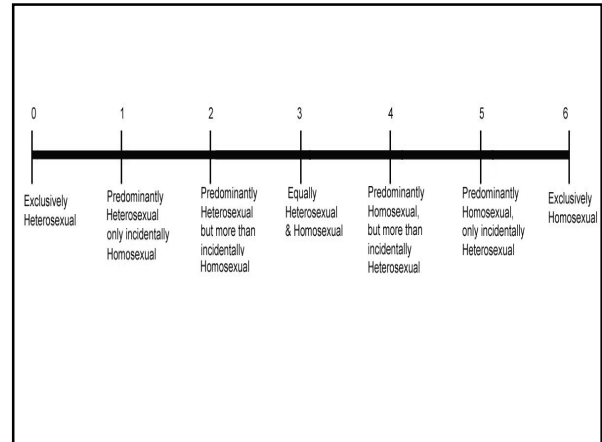 0 1 2 3 4 5 6
Exclusively
Heterosexual
Predominantly
Heterosexual
only incidentally
Homosexual
Predominantly
Heterosexual
but more than
incidentally
Homosexual
Equally
Heterosexual
& Homosexual
Predominantly
Homosexual,
but more than
incidentally
Heterosexual
Predominantly
Homosexual,
only incidentally
Heterosexual
Exclusively
Homosexual